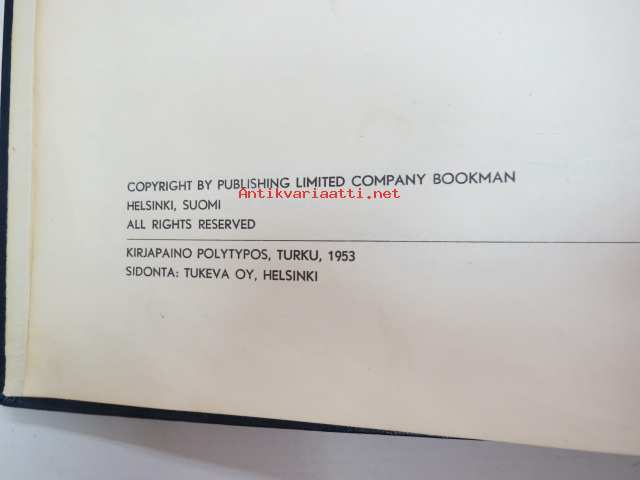 COPYRIGHT BY PUBLISHING LIMITED COMPANY BOOKMAN
Antikvariaatti.net
HELSINKI, SUOMI
ALL RIGHTS RESERVED
KIRJAPAINO POLYTYPOS, TURKU, 1953
SIDONTA: TUKEVA OY, HELSINKI